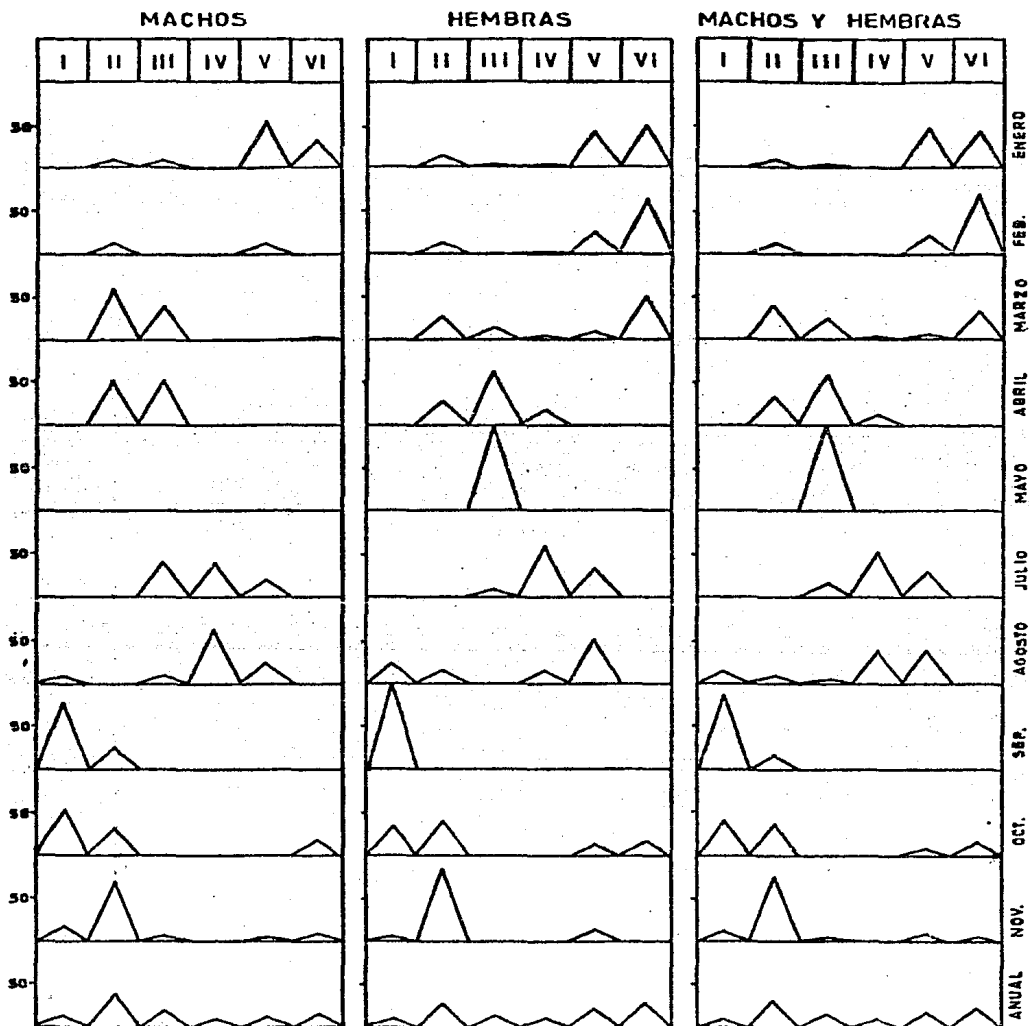 MACHOS HEMBRAS MACHOS Y HEMBRAS
I II III IV V VI I II III IV V VI I II III IV V VI
50 ENERO
50 FEB.
50 MARZO
50 ABRIL
50 MAYO
50 JULIO
50 AGOSTO
50 SEP.
50 OCT.
50 NOV.
50 ANUAL